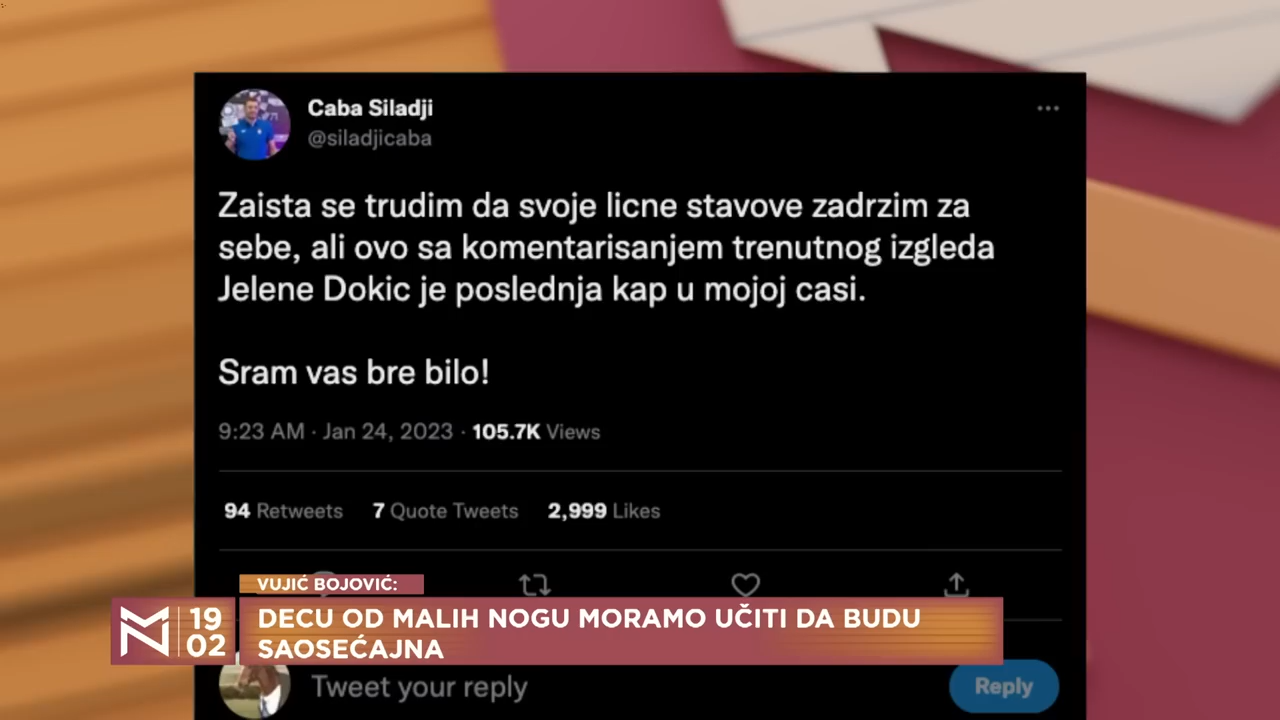 Caba Siladji
@siladjicaba
Zaista se trudim da svoje licne stavove zadrzim za
sebe, ali ovo sa komentarisanjem trenutnog izgleda
Jelene Dokic je poslednja kap u mojoj casi.
Sram vas bre bilo!
9:23 AM · Jan 24, 2023 · 105.7K Views
94 Retweets 7 Quote Tweets 2,999 Likes
VUJIĆ BOJOVIĆ:
19
02
DECU OD MALIH NOGU MORAMO UČITI DA BUDU
SAOSEĆAJNA
Tweet your reply
Reply